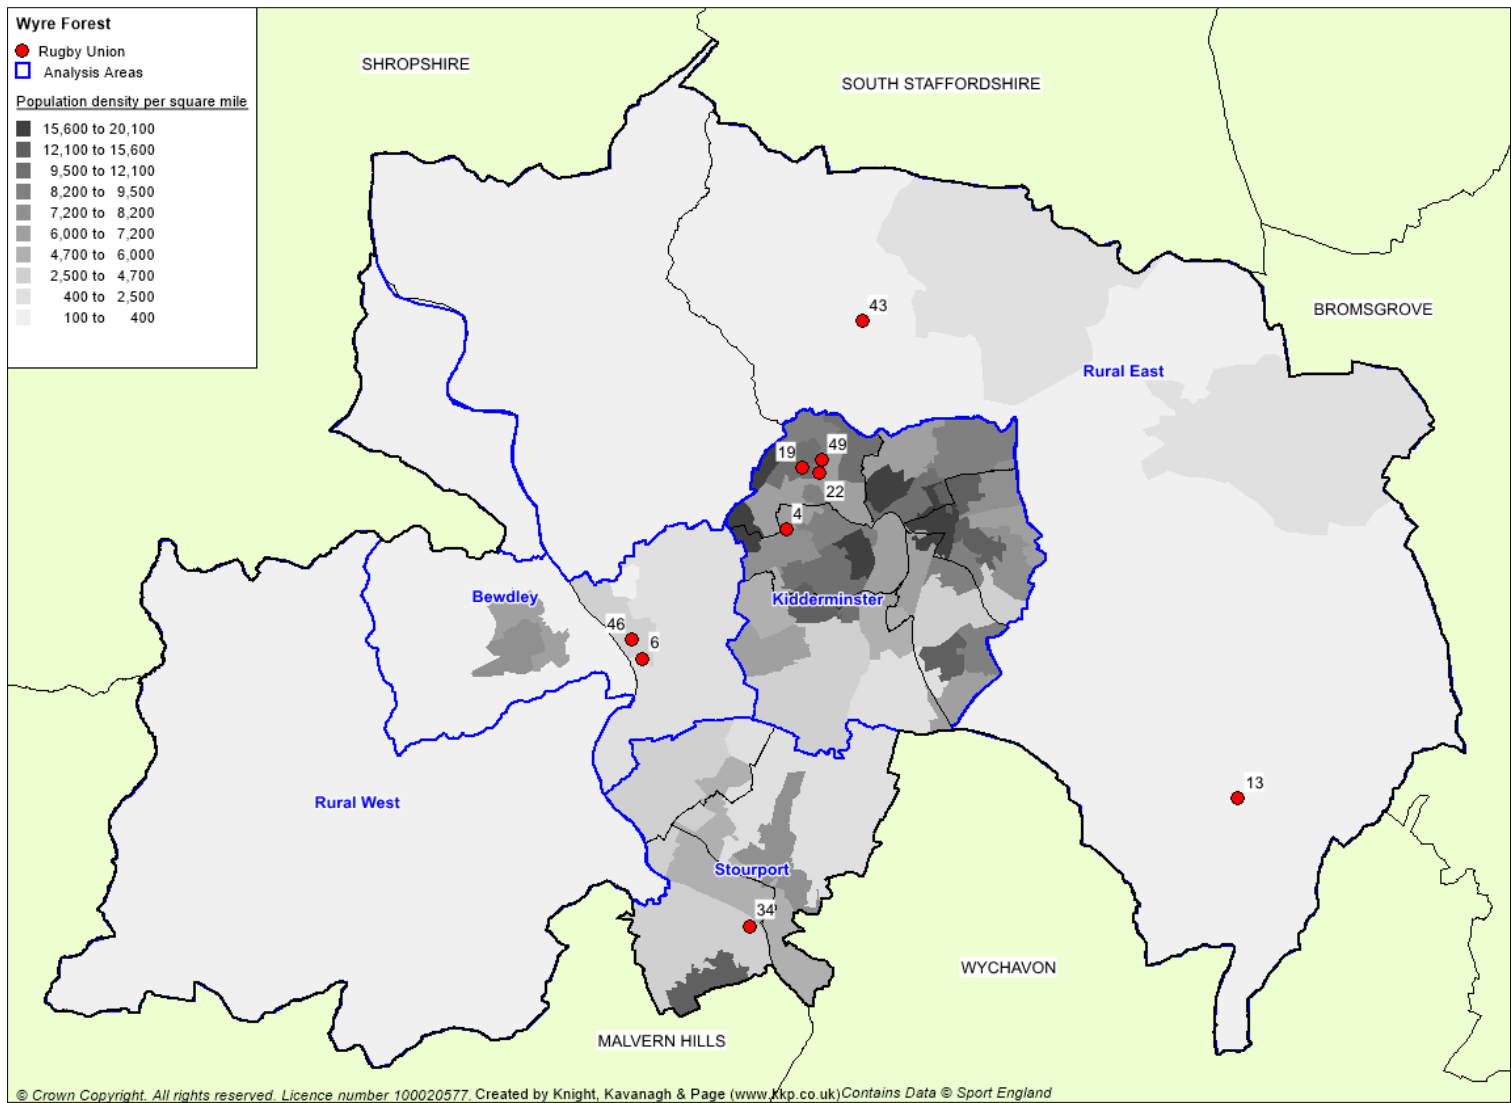 Wyre Forest
Rugby Union
Analysis Areas
Population density per square mile
15,600 to 20,100
12,100 to 15,600
9,500 to 12,100
8,200 to 9,500
7,200 to 8,200
6,000 to 7,200
4,700 to 6,000
2,500 to 4,700
400 to 2,500
100 to 400
SHROPSHIRE
SOUTH STAFFORDSHIRE
BROMSGROVE
43
Rural East
49
19
22
4
Bewdley
Kidderminster
46
6
13
Rural West
Stourport
34
WYCHAVON
MALVERN HILLS
© Crown Copyright. All rights reserved. Licence number 100020577. Created by Knight, Kavanagh & Page (www.kkp.co.uk) Contains Data © Sport England